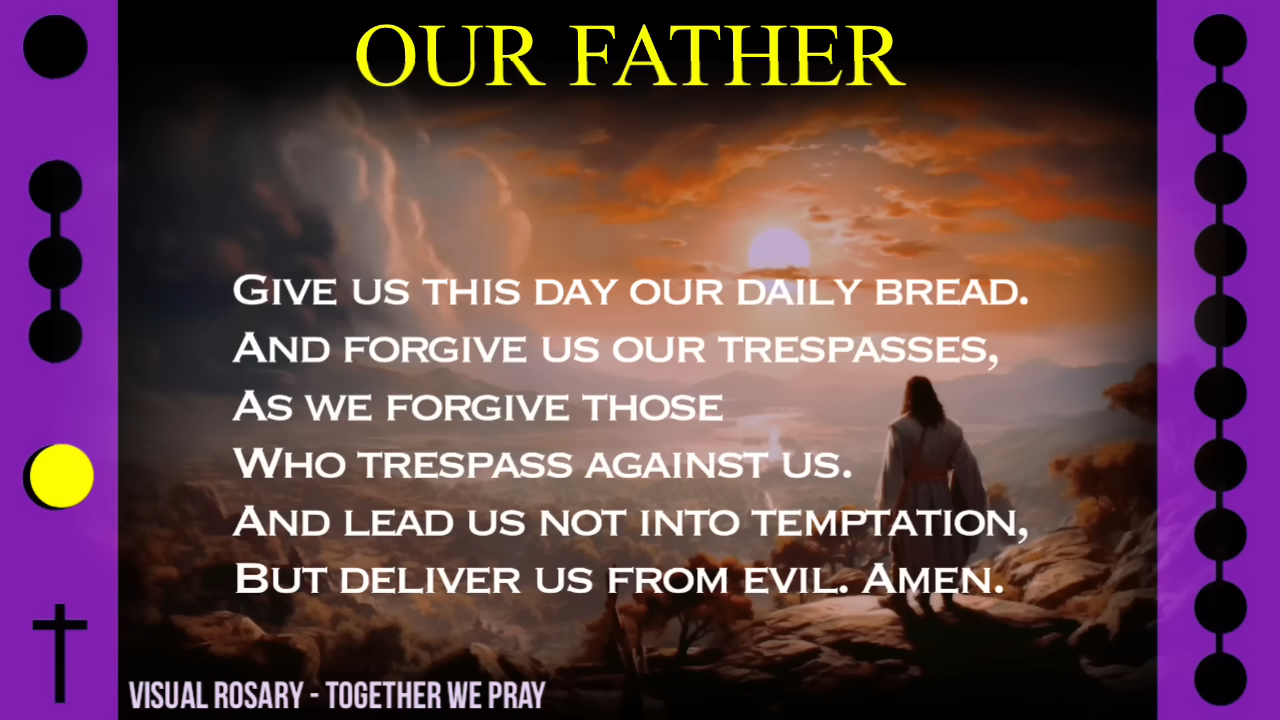 OUR FATHER
GIVE US THIS DAY OUR DAILY BREAD.
AND FORGIVE US OUR TRESPASSES,
AS WE FORGIVE THOSE
WHO TRESPASS AGAINST US.
AND LEAD US NOT INTO TEMPTATION,
BUT DELIVER US FROM EVIL. AMEN.
VISUAL ROSARY - TOGETHER WE PRAY